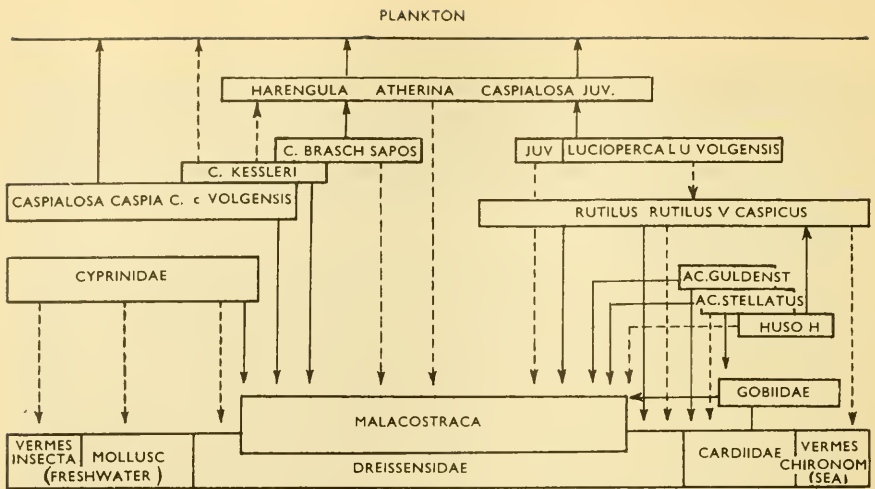 PLANKTON
HARENGULA ATHERINA CASPIALOSA JUV.
C. BRASCH SAPOS
JUV
LUCIOPERCA L U VOLGENSIS
C. KESSLERI
CASPIALOSA CASPIA C. c VOLGENSIS
RUTILUS RUTILUS V CASPICUS
CYPRINIDAE
AC.GULDENST
AC.STELLATUS
HUSO H
GOBIIDAE
MALACOSTRACA
VERMES
INSECTA
MOLLUSC
(FRESHWATER)
DREISSENSIDAE
CARDIIDAE
VERMES
CHIRONOM
(SEA)